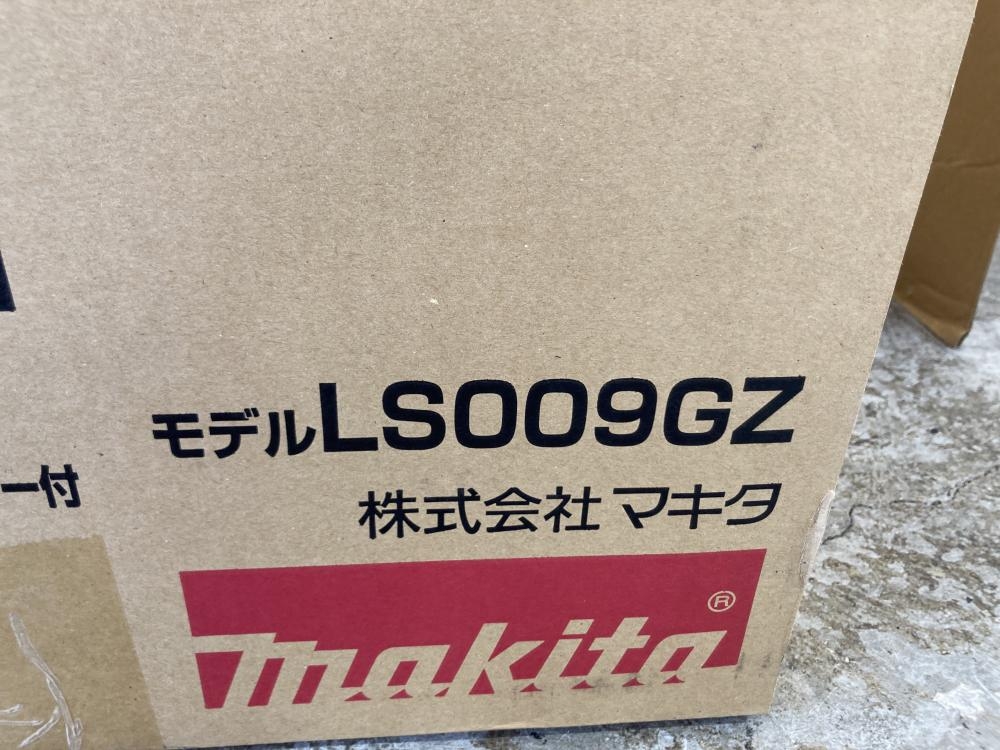 モデルLS009GZ
ー付
株式会社マキタ
makita®